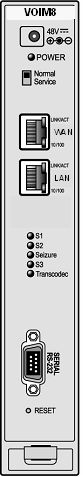 VOIM8
48V
POWER
Normal
Service
LINK/ACT
WAN
10/100
LINK/ACT
LAN
10/100
S1
S2
Seizure
S3
Transcodec
SERIAL
RS-232
RESET